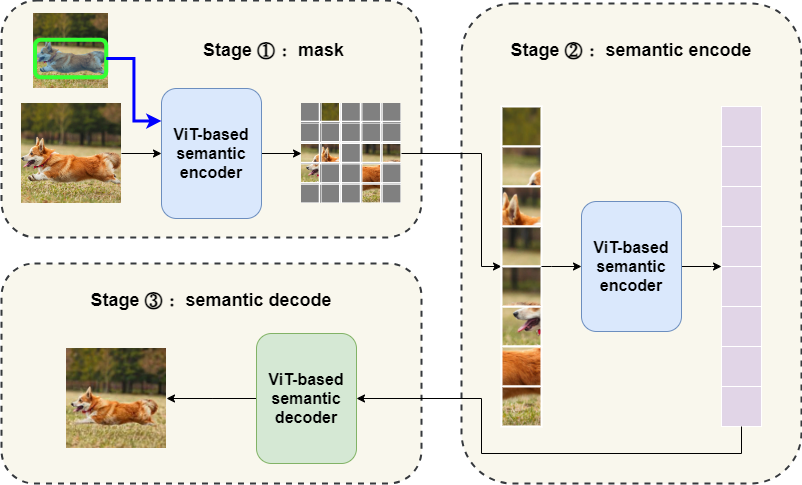 Stage ① : mask
ViT-based
semantic
encoder
Stage ② : semantic encode
ViT-based
semantic
encoder
Stage ③ : semantic decode
ViT-based
semantic
decoder